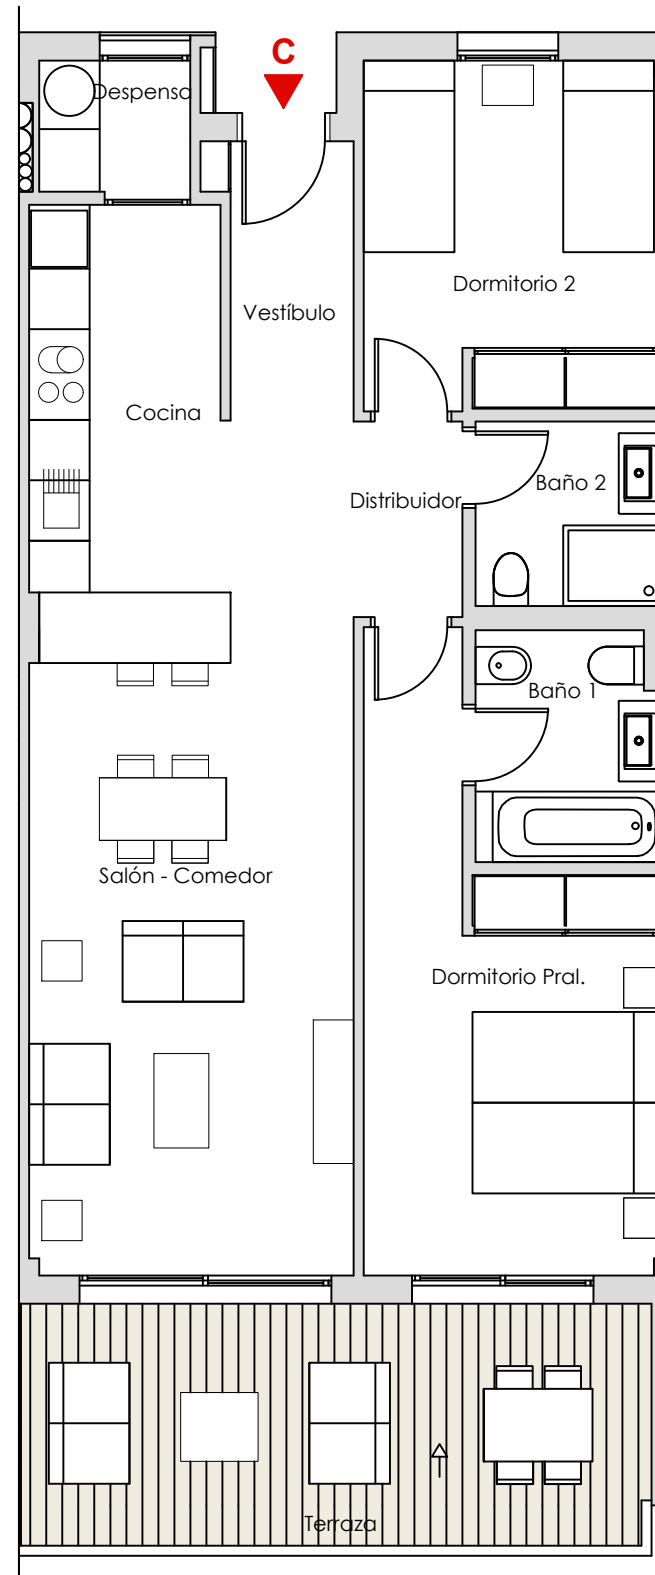 C
Despensa
Dormitorio 2
Vestíbulo
Cocina
Baño 2
Distribuidor
Baño 1
Salón - Comedor
Dormitorio Pral.
Terraza